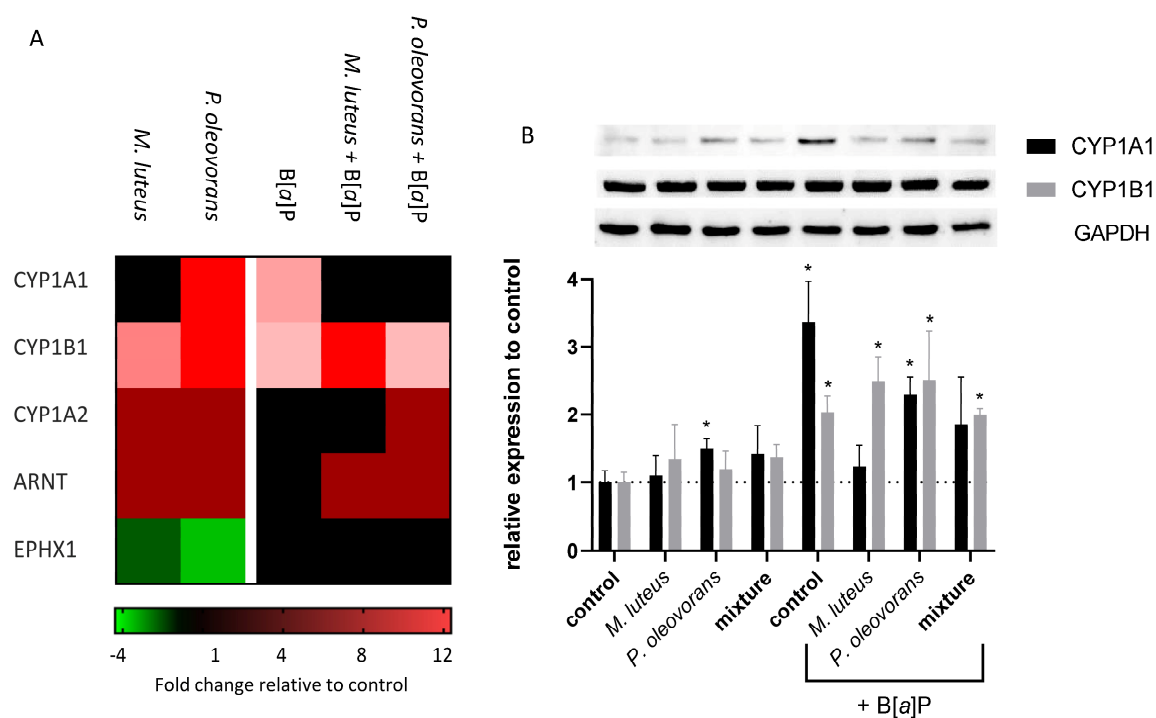 A
M. luteus
P. oleovorans
B[a]P
M. luteus + B[a]P
P. oleovorans + B[a]P
CYP1A1
CYP1B1
CYP1A2
ARNT
EPHX1
-4 1 4 8 12
Fold change relative to control
B
CYP1A1
CYP1B1
GAPDH
relative expression to control
4
3
2
1
0
* * * * * * * *
control
M. luteus
P. oleovorans
mixture
control
M. luteus
P. oleovorans
mixture
+ B[a]P